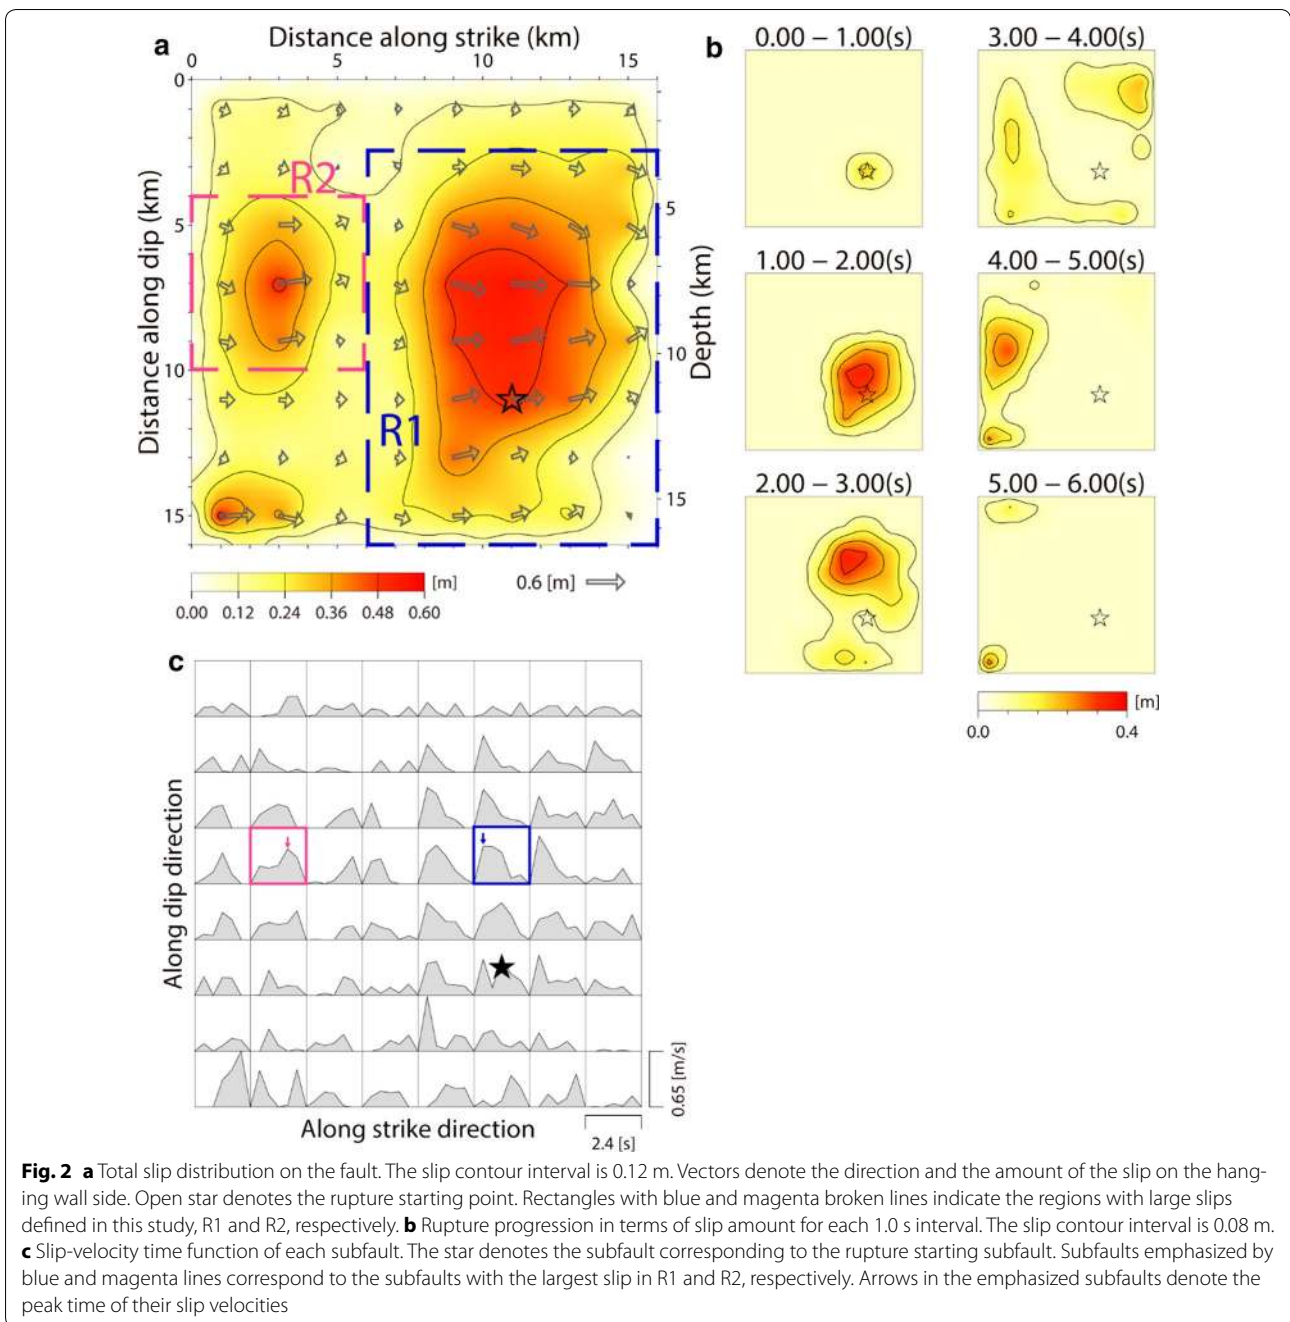 a
Distance along strike (km)
0 5 10 15
0
5
10
15
Distance along dip (km)
R2
R1
5
10
15
Depth (km)
[m]
0.00 0.12 0.24 0.36 0.48 0.60
0.6 [m]
b
0.00 – 1.00(s)
3.00 – 4.00(s)
1.00 – 2.00(s)
4.00 – 5.00(s)
2.00 – 3.00(s)
5.00 – 6.00(s)
[m]
0.0 0.4
c
Along dip direction
Along strike direction
0.65 [m/s]
2.4 [s]
Fig. 2 a Total slip distribution on the fault. The slip contour interval is 0.12 m. Vectors denote the direction and the amount of the slip on the hang-
ing wall side. Open star denotes the rupture starting point. Rectangles with blue and magenta broken lines indicate the regions with large slips
defined in this study, R1 and R2, respectively. b Rupture progression in terms of slip amount for each 1.0 s interval. The slip contour interval is 0.08 m.
c Slip-velocity time function of each subfault. The star denotes the subfault corresponding to the rupture starting subfault. Subfaults emphasized by
blue and magenta lines correspond to the subfaults with the largest slip in R1 and R2, respectively. Arrows in the emphasized subfaults denote the
peak time of their slip velocities